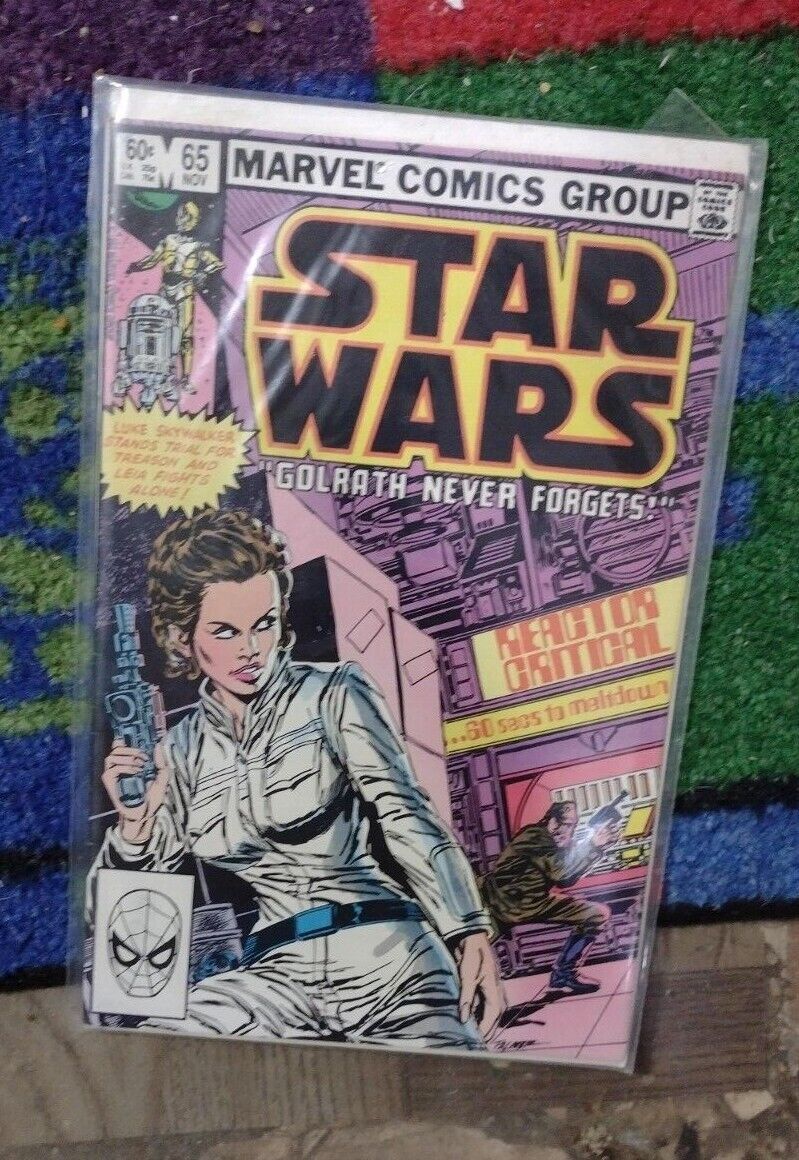 60¢
65
NOV
MARVEL COMICS GROUP
STAR
WARS
LUKE SKYWALKER
STANDS TRIAL FOR
TREASON AND
LEIA FIGHTS
ALONE!
"GOLRATH NEVER FORGETS!"
REACTOR
CRITICAL
...60 secs to meltdown